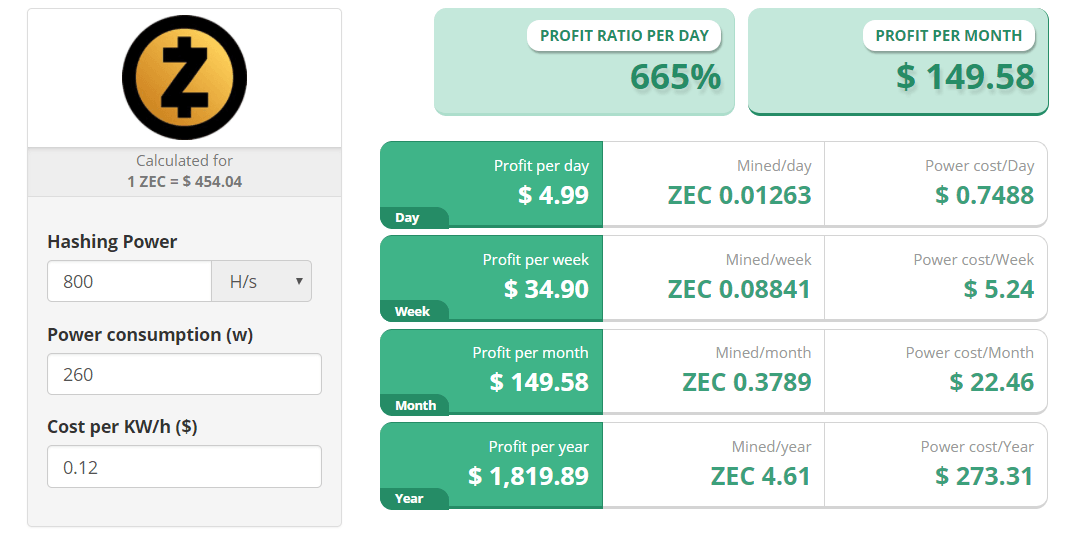 Calculated for
1 ZEC = $ 454.04
Hashing Power
800 H/s
Power consumption (w)
260
Cost per KW/h ($)
0.12
PROFIT RATIO PER DAY
665%
PROFIT PER MONTH
$ 149.58
Profit per day
$ 4.99
Day
Mined/day
ZEC 0.01263
Power cost/Day
$ 0.7488
Profit per week
$ 34.90
Week
Mined/week
ZEC 0.08841
Power cost/Week
$ 5.24
Profit per month
$ 149.58
Month
Mined/month
ZEC 0.3789
Power cost/Month
$ 22.46
Profit per year
$ 1,819.89
Year
Mined/year
ZEC 4.61
Power cost/Year
$ 273.31